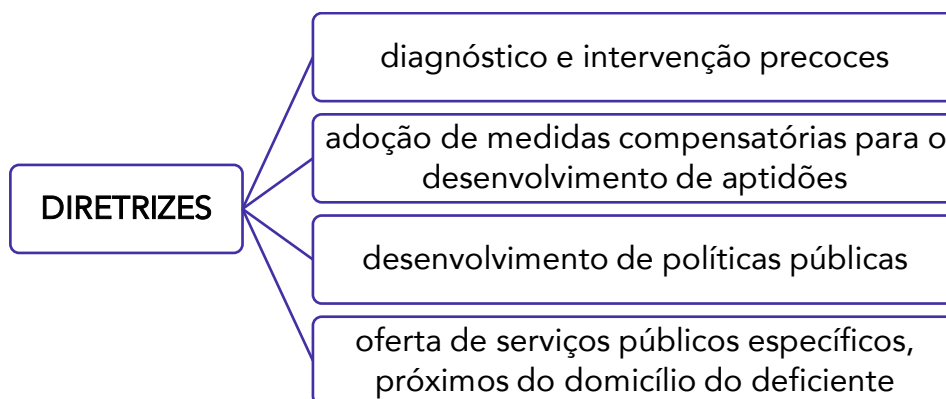 DIRETRIZES
diagnóstico e intervenção precoces
adoção de medidas compensatórias para o
desenvolvimento de aptidões
desenvolvimento de políticas públicas
oferta de serviços públicos específicos,
próximos do domicílio do deficiente